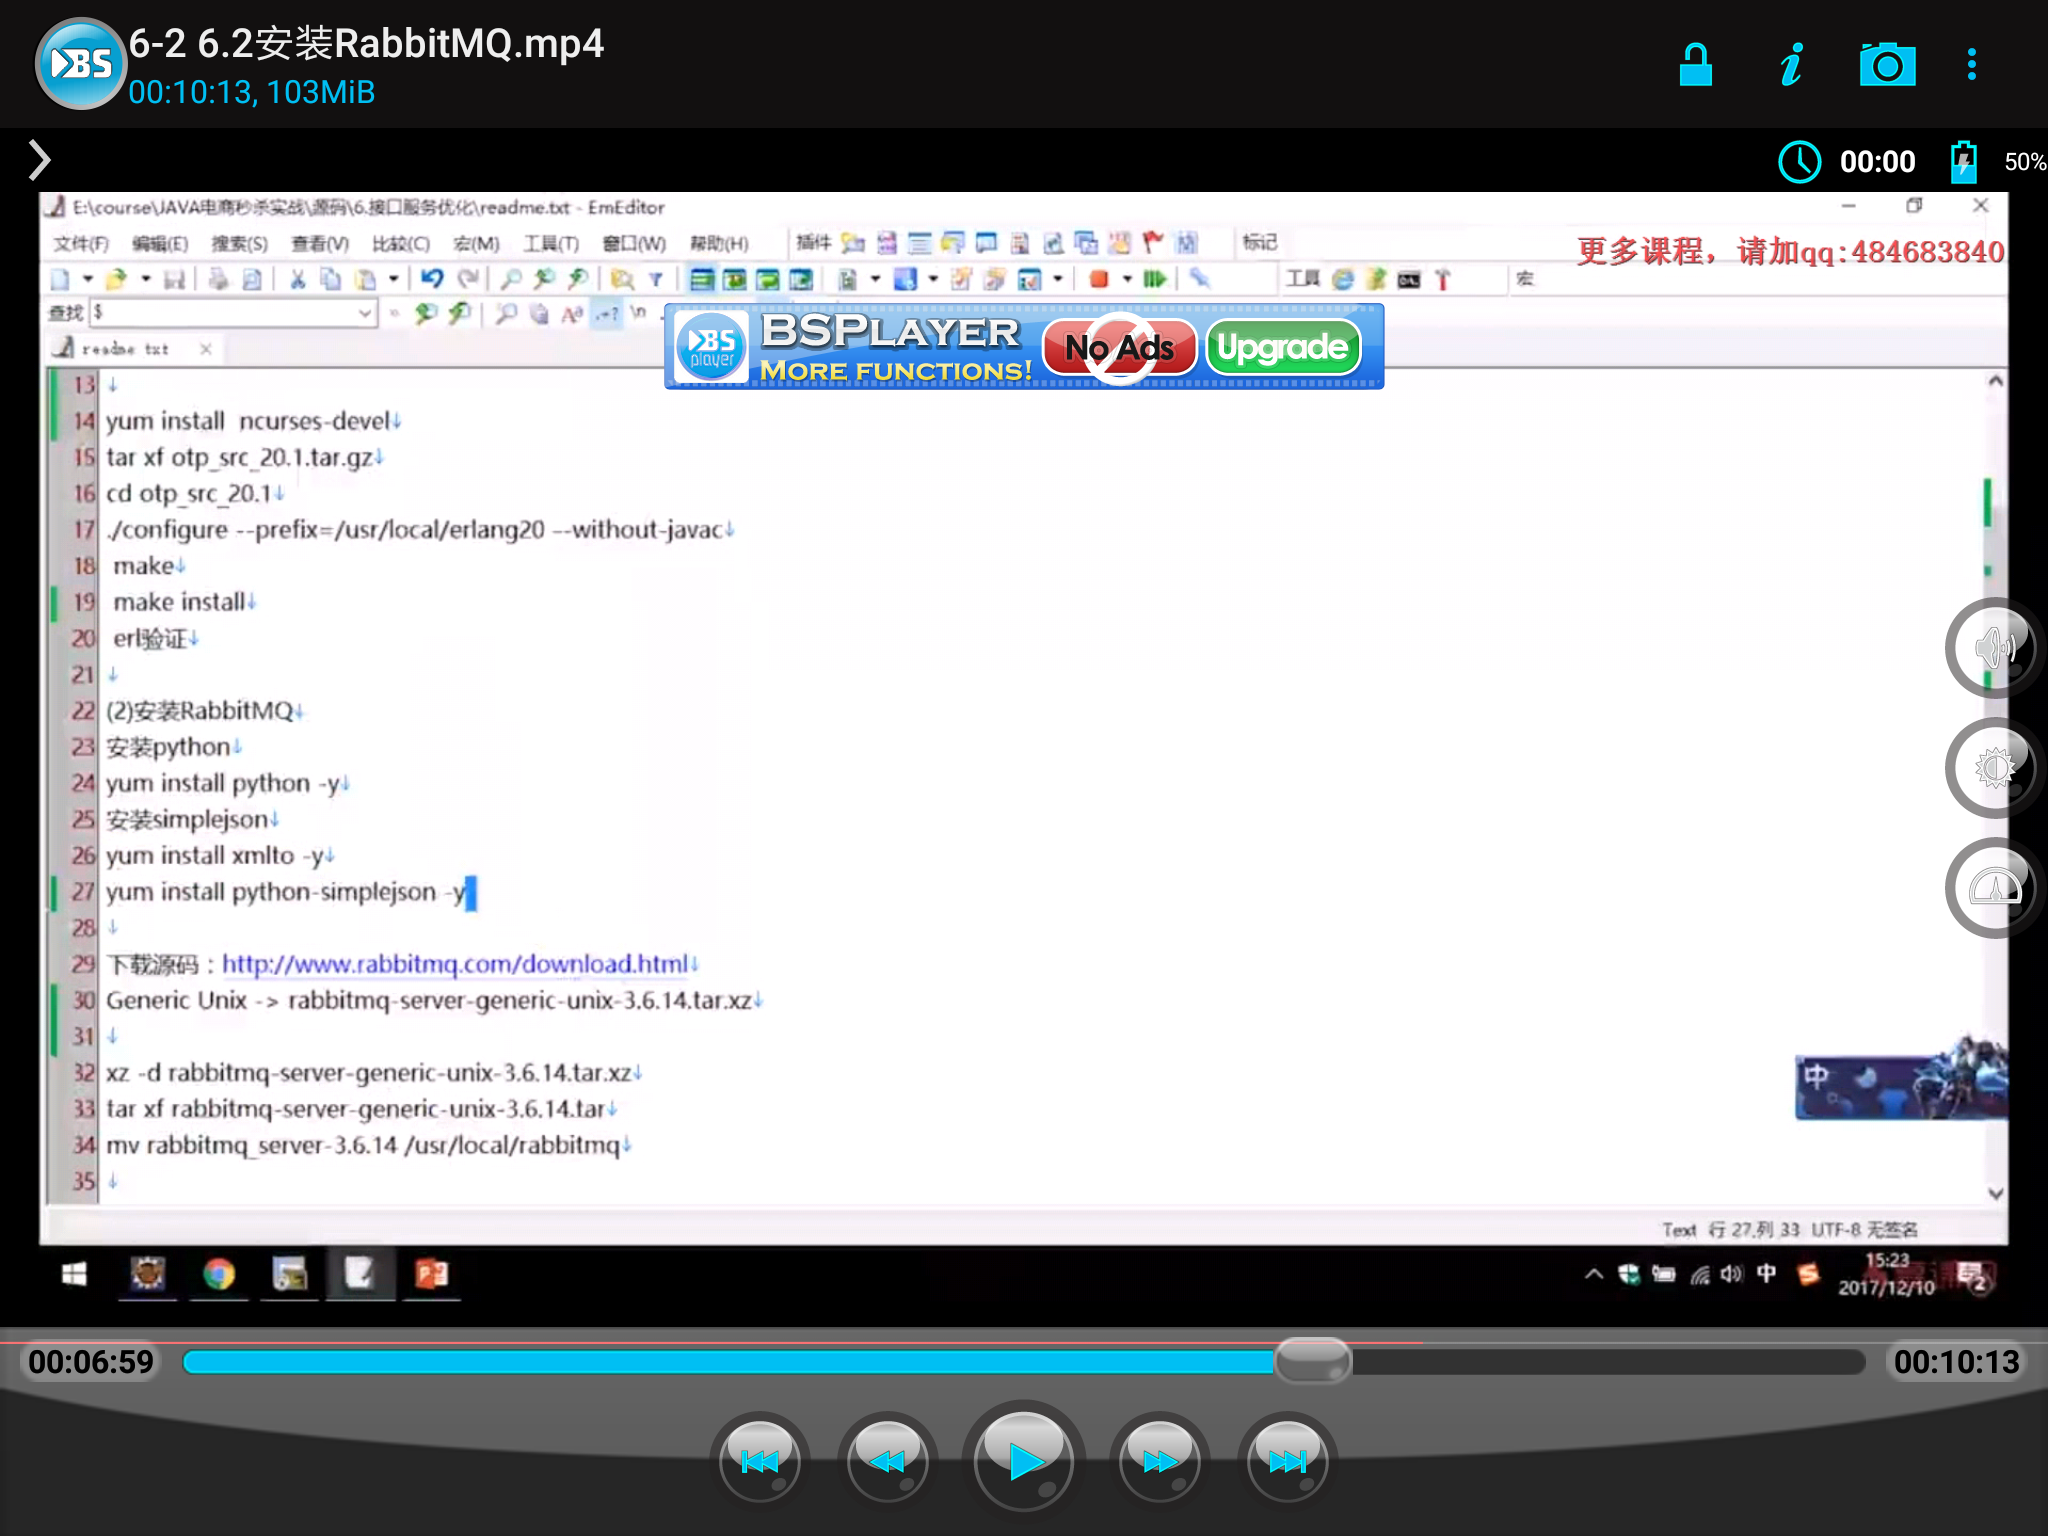 6-2 6.2安装RabbitMQ.mp4
00:10:13, 103MiB
00:00
50%
E:\course\JAVA电商秒杀实战\源码\6.接口服务优化\readme.txt - EmEditor
文件(F) 编辑(E) 搜索(S) 查看(V) 比较(C) 宏(M) 工具(T) 窗口(W) 帮助(H) 插件 标记
更多课程，请加qq:484683840
工具 宏
查找 $
BSPLAYER
MORE FUNCTIONS!
No Ads
Upgrade
readme txt
13 ↓
14 yum install  ncurses-devel↓
15 tar xf otp_src_20.1.tar.gz↓
16 cd otp_src_20.1↓
17 ./configure --prefix=/usr/local/erlang20 --without-javac↓
18  make↓
19  make install↓
20  erl验证↓
21 ↓
22 (2)安装RabbitMQ↓
23 安装python↓
24 yum install python -y↓
25 安装simplejson↓
26 yum install xmlto -y↓
27 yum install python-simplejson -y
28 ↓
29 下载源码：http://www.rabbitmq.com/download.html↓
30 Generic Unix -> rabbitmq-server-generic-unix-3.6.14.tar.xz↓
31 ↓
32 xz -d rabbitmq-server-generic-unix-3.6.14.tar.xz↓
33 tar xf rabbitmq-server-generic-unix-3.6.14.tar↓
34 mv rabbitmq_server-3.6.14 /usr/local/rabbitmq↓
35 ↓
中
Text 行 27,列 33 UTF-8 无签名
中
15:23
2017/12/10
2
00:06:59
00:10:13